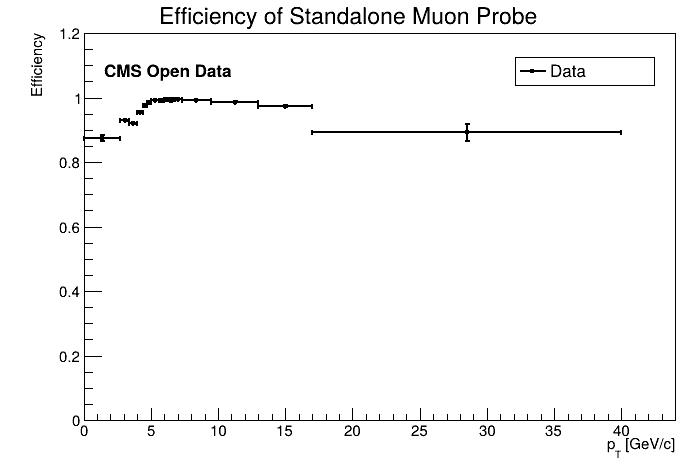 Efficiency of Standalone Muon Probe
Efficiency
1.2
1
0.8
0.6
0.4
0.2
0
CMS Open Data
Data
0 5 10 15 20 25 30 35 40
p_T [GeV/c]